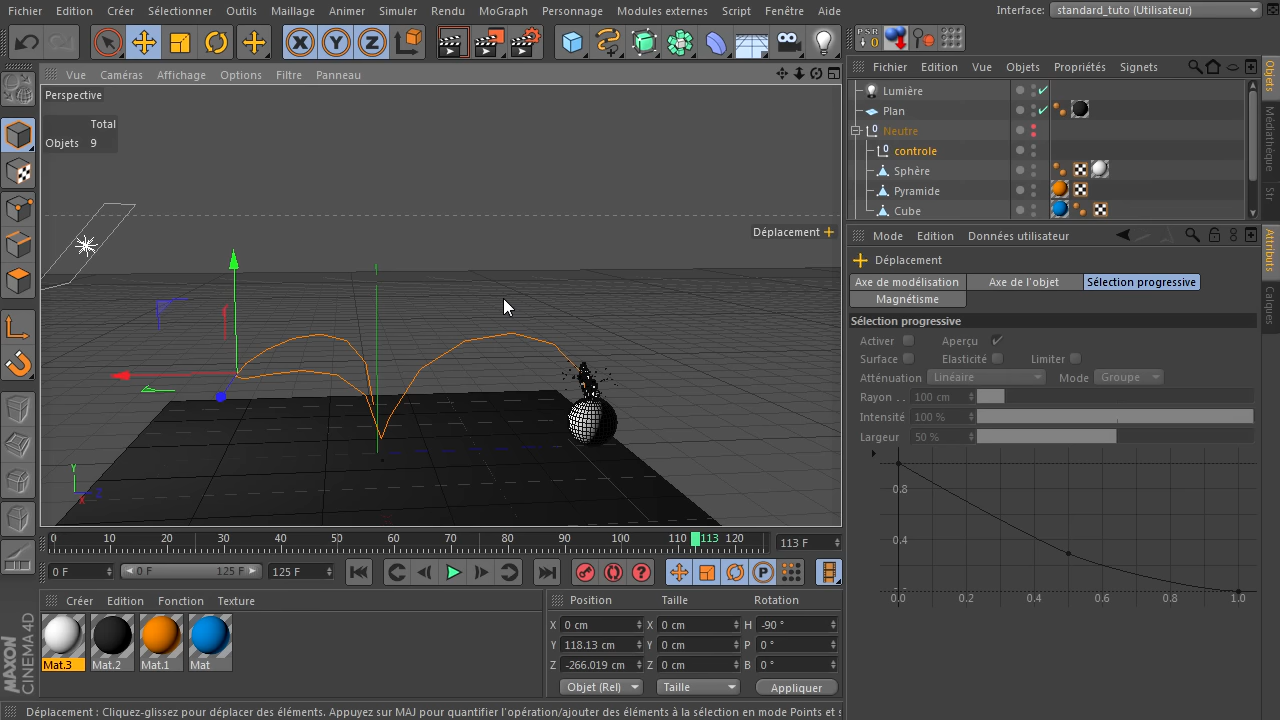 Fichier Edition Créer Sélectionner Outils Maillage Animer Simuler Rendu MoGraph Personnage Modules externes Script Fenêtre Aide Interface: standard_tuto (Utilisateur)
X Y Z
PSR 0
Vue Caméras Affichage Options Filtre Panneau
Perspective
Total
Objets 9
Déplacement
Y
X
Z
Fichier Edition Vue Objets Propriétés Signets
Lumière
Plan
Neutre
controle
Sphère
Pyramide
Cube
Objets
Médiathèque
Str
Mode Edition Données utilisateur
Déplacement
Axe de modélisation Axe de l'objet Sélection progressive
Magnétisme
Sélection progressive
Activer Aperçu
Surface Elasticité Limiter
Atténuation Linéaire Mode Groupe
Rayon . . 100 cm
Intensité 100 %
Largeur 50 %
0.8
0.4
0.0 0.2 0.4 0.6 0.8 1.0
Attributs
Calques
0 10 20 30 40 50 60 70 80 90 100 110 113 120
113 F
0 F 0 F 125 F 125 F
P
Créer Edition Fonction Texture
Mat.3 Mat.2 Mat.1 Mat
Position Taille Rotation
X 0 cm X 0 cm H -90 °
Y 118.13 cm Y 0 cm P 0 °
Z -266.019 cm Z 0 cm B 0 °
Objet (Rel) Taille Appliquer
MAXON
CINEMA 4D
Déplacement : Cliquez-glissez pour déplacer des éléments. Appuyez sur MAJ pour quantifier l'opération/ajouter des éléments à la sélection en mode Points et s